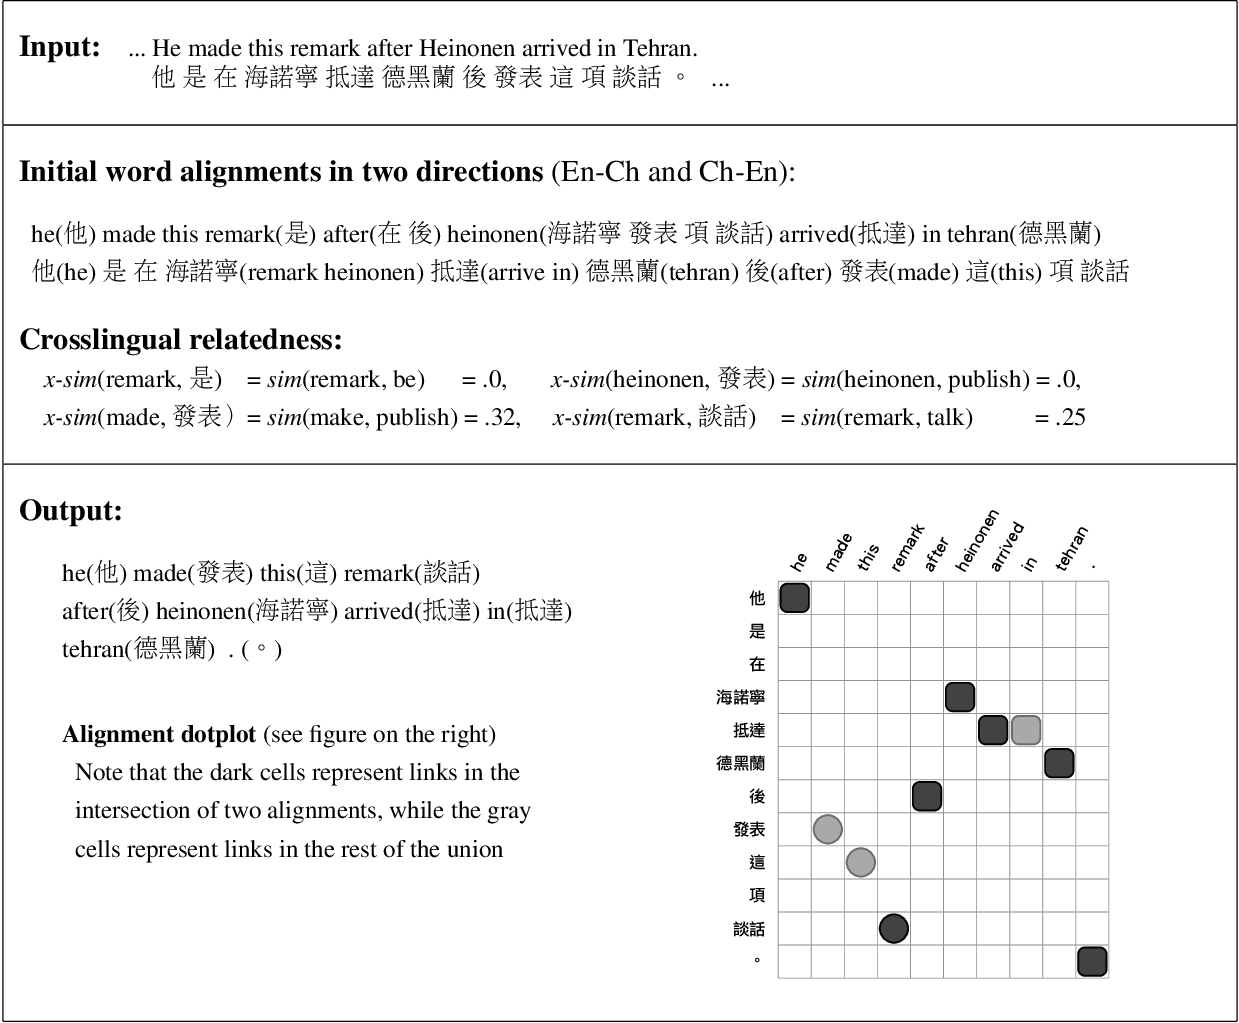 Input: ... He made this remark after Heinonen arrived in Tehran.
他 是 在 海諾寧 抵達 德黑蘭 後 發表 這 項 談話 。 ...
Initial word alignments in two directions (En-Ch and Ch-En):
he(他) made this remark(是) after(在 後) heinonen(海諾寧 發表 項 談話) arrived(抵達) in tehran(德黑蘭)
他(he) 是 在 海諾寧(remark heinonen) 抵達(arrive in) 德黑蘭(tehran) 後(after) 發表(made) 這(this) 項 談話
Crosslingual relatedness:
x-sim(remark, 是) = sim(remark, be) = .0, x-sim(heinonen, 發表) = sim(heinonen, publish) = .0,
x-sim(made, 發表） = sim(make, publish) = .32, x-sim(remark, 談話) = sim(remark, talk) = .25
Output:
he(他) made(發表) this(這) remark(談話)
after(後) heinonen(海諾寧) arrived(抵達) in(抵達)
tehran(德黑蘭) . (。)
Alignment dotplot (see figure on the right)
Note that the dark cells represent links in the
intersection of two alignments, while the gray
cells represent links in the rest of the union
he made this remark after heinonen arrived in tehran .
他
是
在
海諾寧
抵達
德黑蘭
後
發表
這
項
談話
。